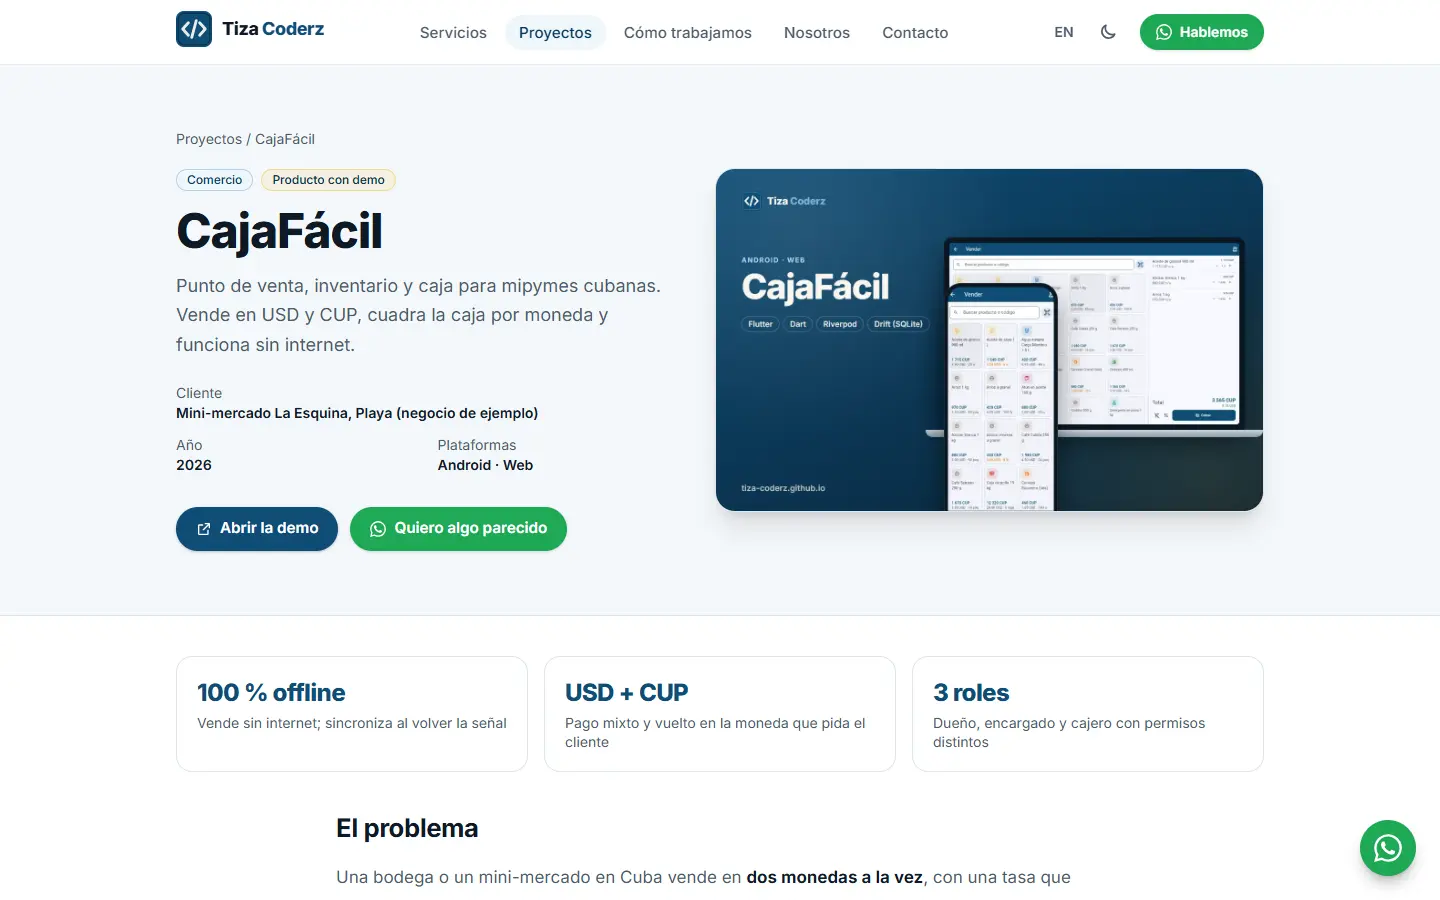 Tiza Coderz
Servicios
Proyectos
Cómo trabajamos
Nosotros
Contacto
EN
Hablemos
Proyectos / CajaFácil
Comercio
Producto con demo
CajaFácil
Punto de venta, inventario y caja para mipymes cubanas.
Vende en USD y CUP, cuadra la caja por moneda y
funciona sin internet.
Cliente
Mini-mercado La Esquina, Playa (negocio de ejemplo)
Año
2026
Plataformas
Android · Web
Abrir la demo
Quiero algo parecido
Tiza Coderz
ANDROID · WEB
CajaFácil
Flutter
Dart
Riverpod
Drift (SQLite)
tiza-coderz.github.io
Vender
Vender
100 % offline
Vende sin internet; sincroniza al volver la señal
USD + CUP
Pago mixto y vuelto en la moneda que pida el
cliente
3 roles
Dueño, encargado y cajero con permisos
distintos
El problema
Una bodega o un mini-mercado en Cuba vende en dos monedas a la vez, con una tasa que